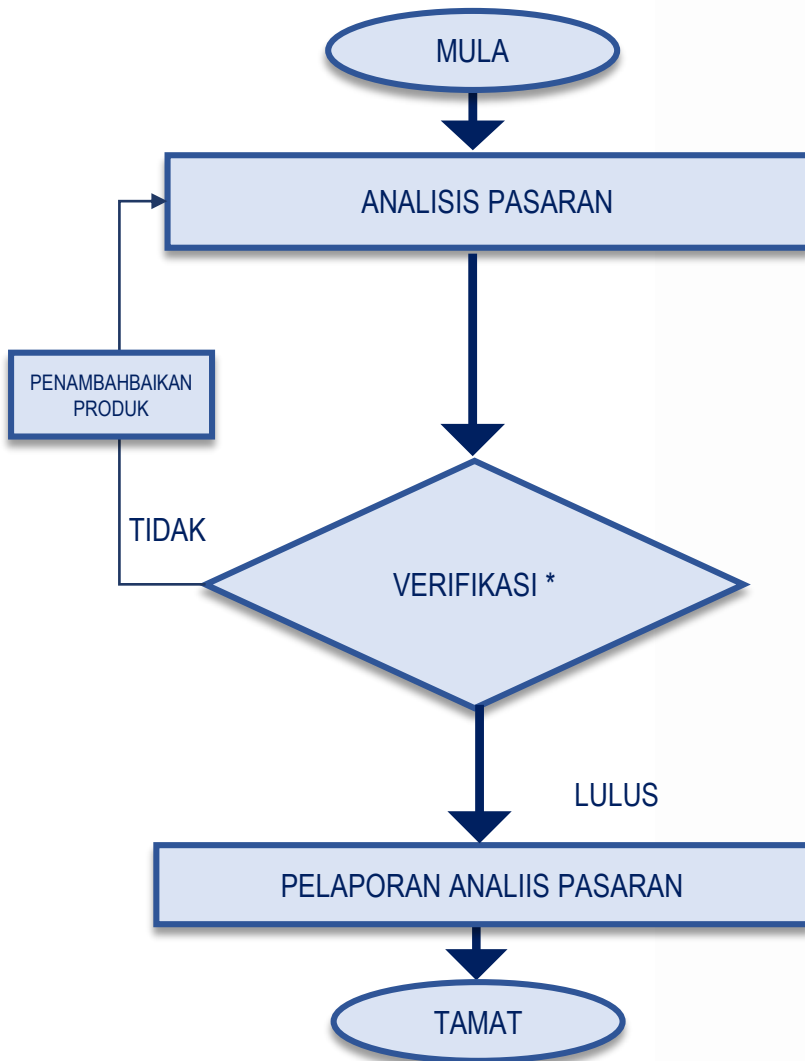 MULA
ANALISIS PASARAN
PENAMBAHBAIKAN
PRODUK
TIDAK
VERIFIKASI *
LULUS
PELAPORAN ANALIIS PASARAN
TAMAT